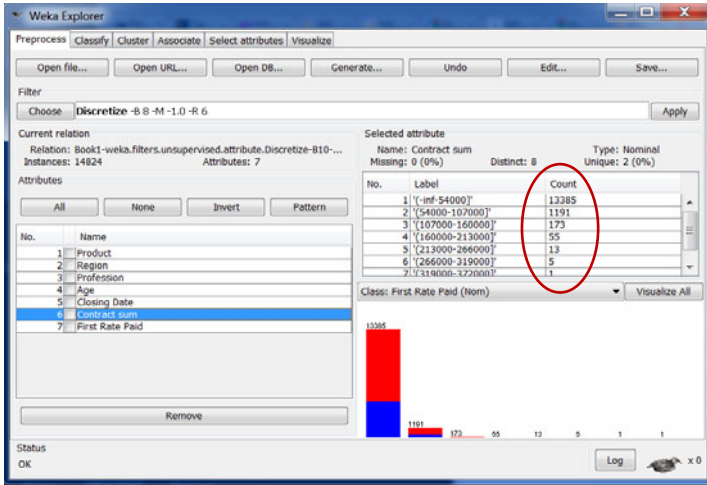 Weka Explorer
Preprocess Classify Cluster Associate Select attributes Visualize
Open file... Open URL... Open DB... Generate... Undo Edit... Save...
Filter
Choose Discretize -B 8 -M -1.0 -R 6 Apply
Current relation
Relation: Book1-weka.filters.unsupervised.attribute.Discretize-B10-...
Instances: 14824 Attributes: 7
Attributes
All None Invert Pattern
No. Name
1 Product
2 Region
3 Profession
4 Age
5 Closing Date
6 Contract sum
7 First Rate Paid
Remove
Selected attribute
Name: Contract sum Type: Nominal
Missing: 0 (0%) Distinct: 8 Unique: 2 (0%)
No. Label Count
1 '(-inf-54000]' 13385
2 '(54000-107000]' 1191
3 '(107000-160000]' 173
4 '(160000-213000]' 55
5 '(213000-266000]' 13
6 '(266000-319000]' 5
7 '(319000-372000]' 1
Class: First Rate Paid (Nom) Visualize All
13385
1191 173 55 13 5 1 1
Status
OK
Log x 0